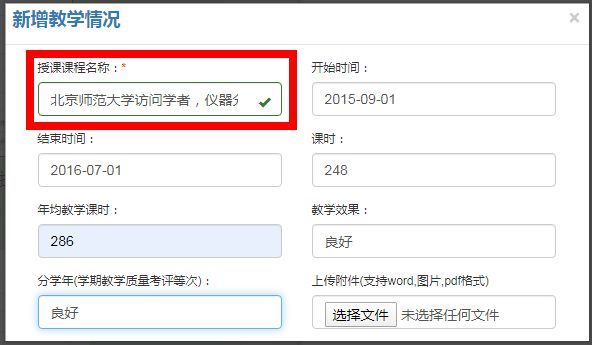 新增教学情况
×
授课课程名称：*
开始时间：
北京师范大学访问学者，仪器
2015-09-01
结束时间：
课时：
2016-07-01
248
年均教学课时：
教学效果：
286
良好
分学年(学期教学质量考评等次)：
上传附件(支持word,图片,pdf格式)
良好
选择文件 未选择任何文件